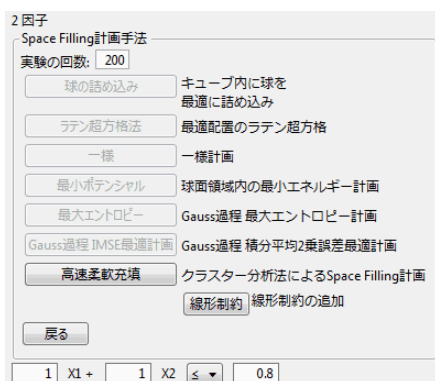 2 因子
Space Filling計画手法
実験の回数: 200
球の詰め込み キューブ内に球を
最適に詰め込み
ラテン超方格法 最適配置のラテン超方格
一様 一様計画
最小ポテンシャル 球面領域内の最小エネルギー計画
最大エントロピー Gauss過程 最大エントロピー計画
Gauss過程 IMSE最適計画 Gauss過程 積分平均2乗誤差最適計画
高速柔軟充填 クラスター分析法によるSpace Filling計画
線形制約 線形制約の追加
戻る
1 X1 + 1 X2 ≤ 0.8